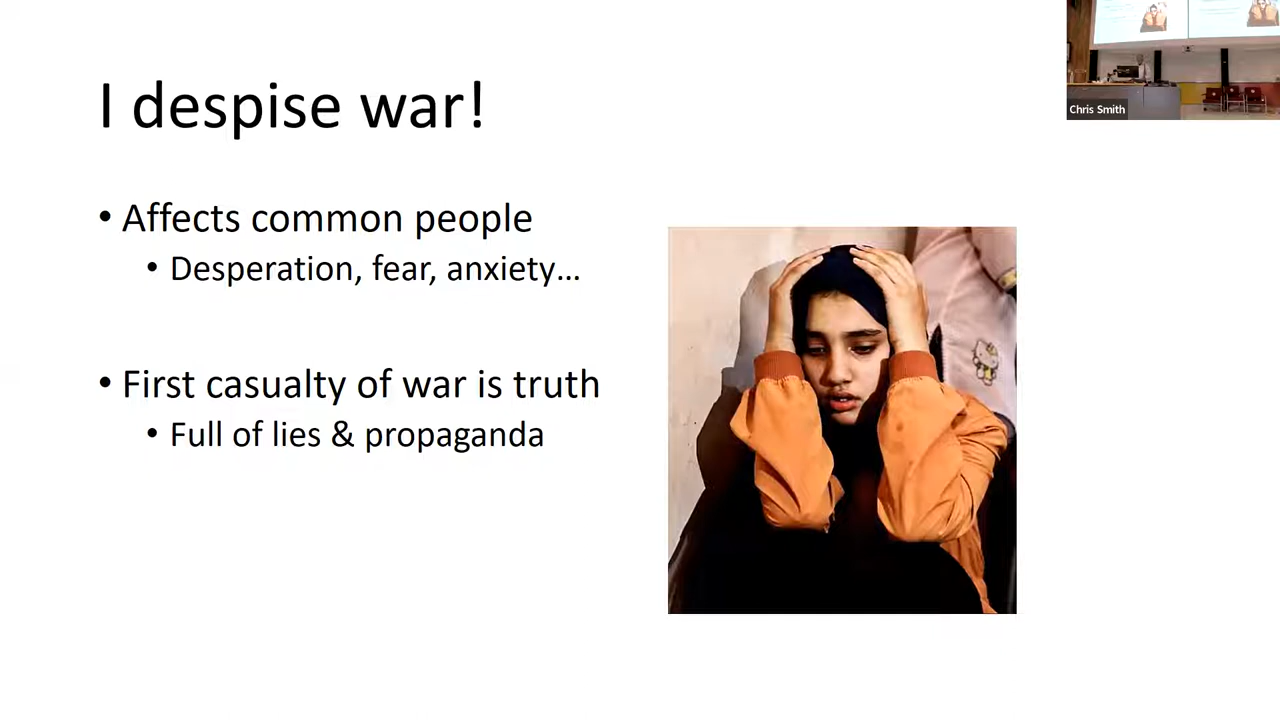 I despise war!
• Affects common people
• Desperation, fear, anxiety...
• First casualty of war is truth
• Full of lies & propaganda
Chris Smith